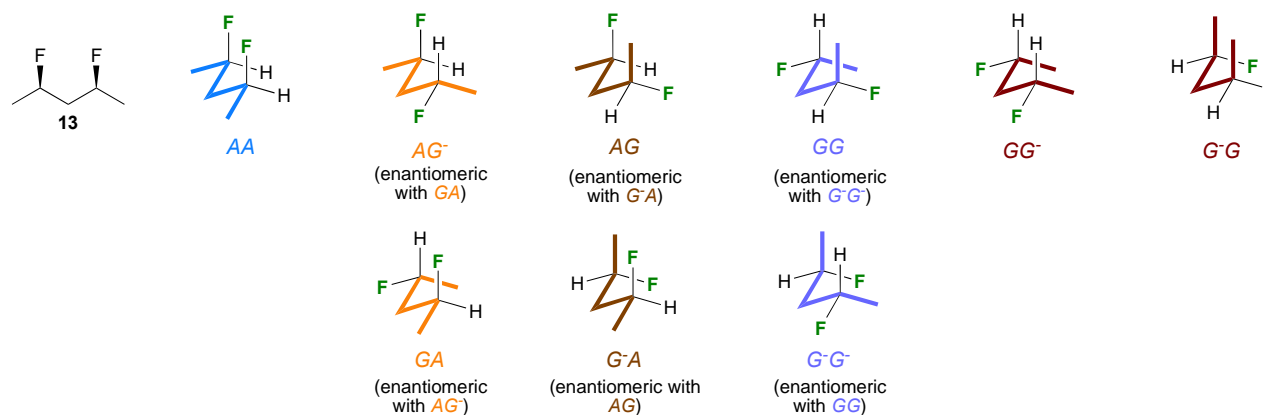 F F
13
F
F
H
H
AA
F
H
H
F
AG⁻
(enantiomeric
with GA)
F
H
F
H
AG
(enantiomeric
with G⁻A)
H
F
F
H
GG
(enantiomeric
with G⁻G⁻)
H
H
F
F
GG⁻
H
F
H
G⁻G
H
F
F
H
GA
(enantiomeric
with AG⁻)
F
H
F
H
G⁻A
(enantiomeric with
AG)
H
H
F
F
G⁻G⁻
(enantiomeric
with GG)